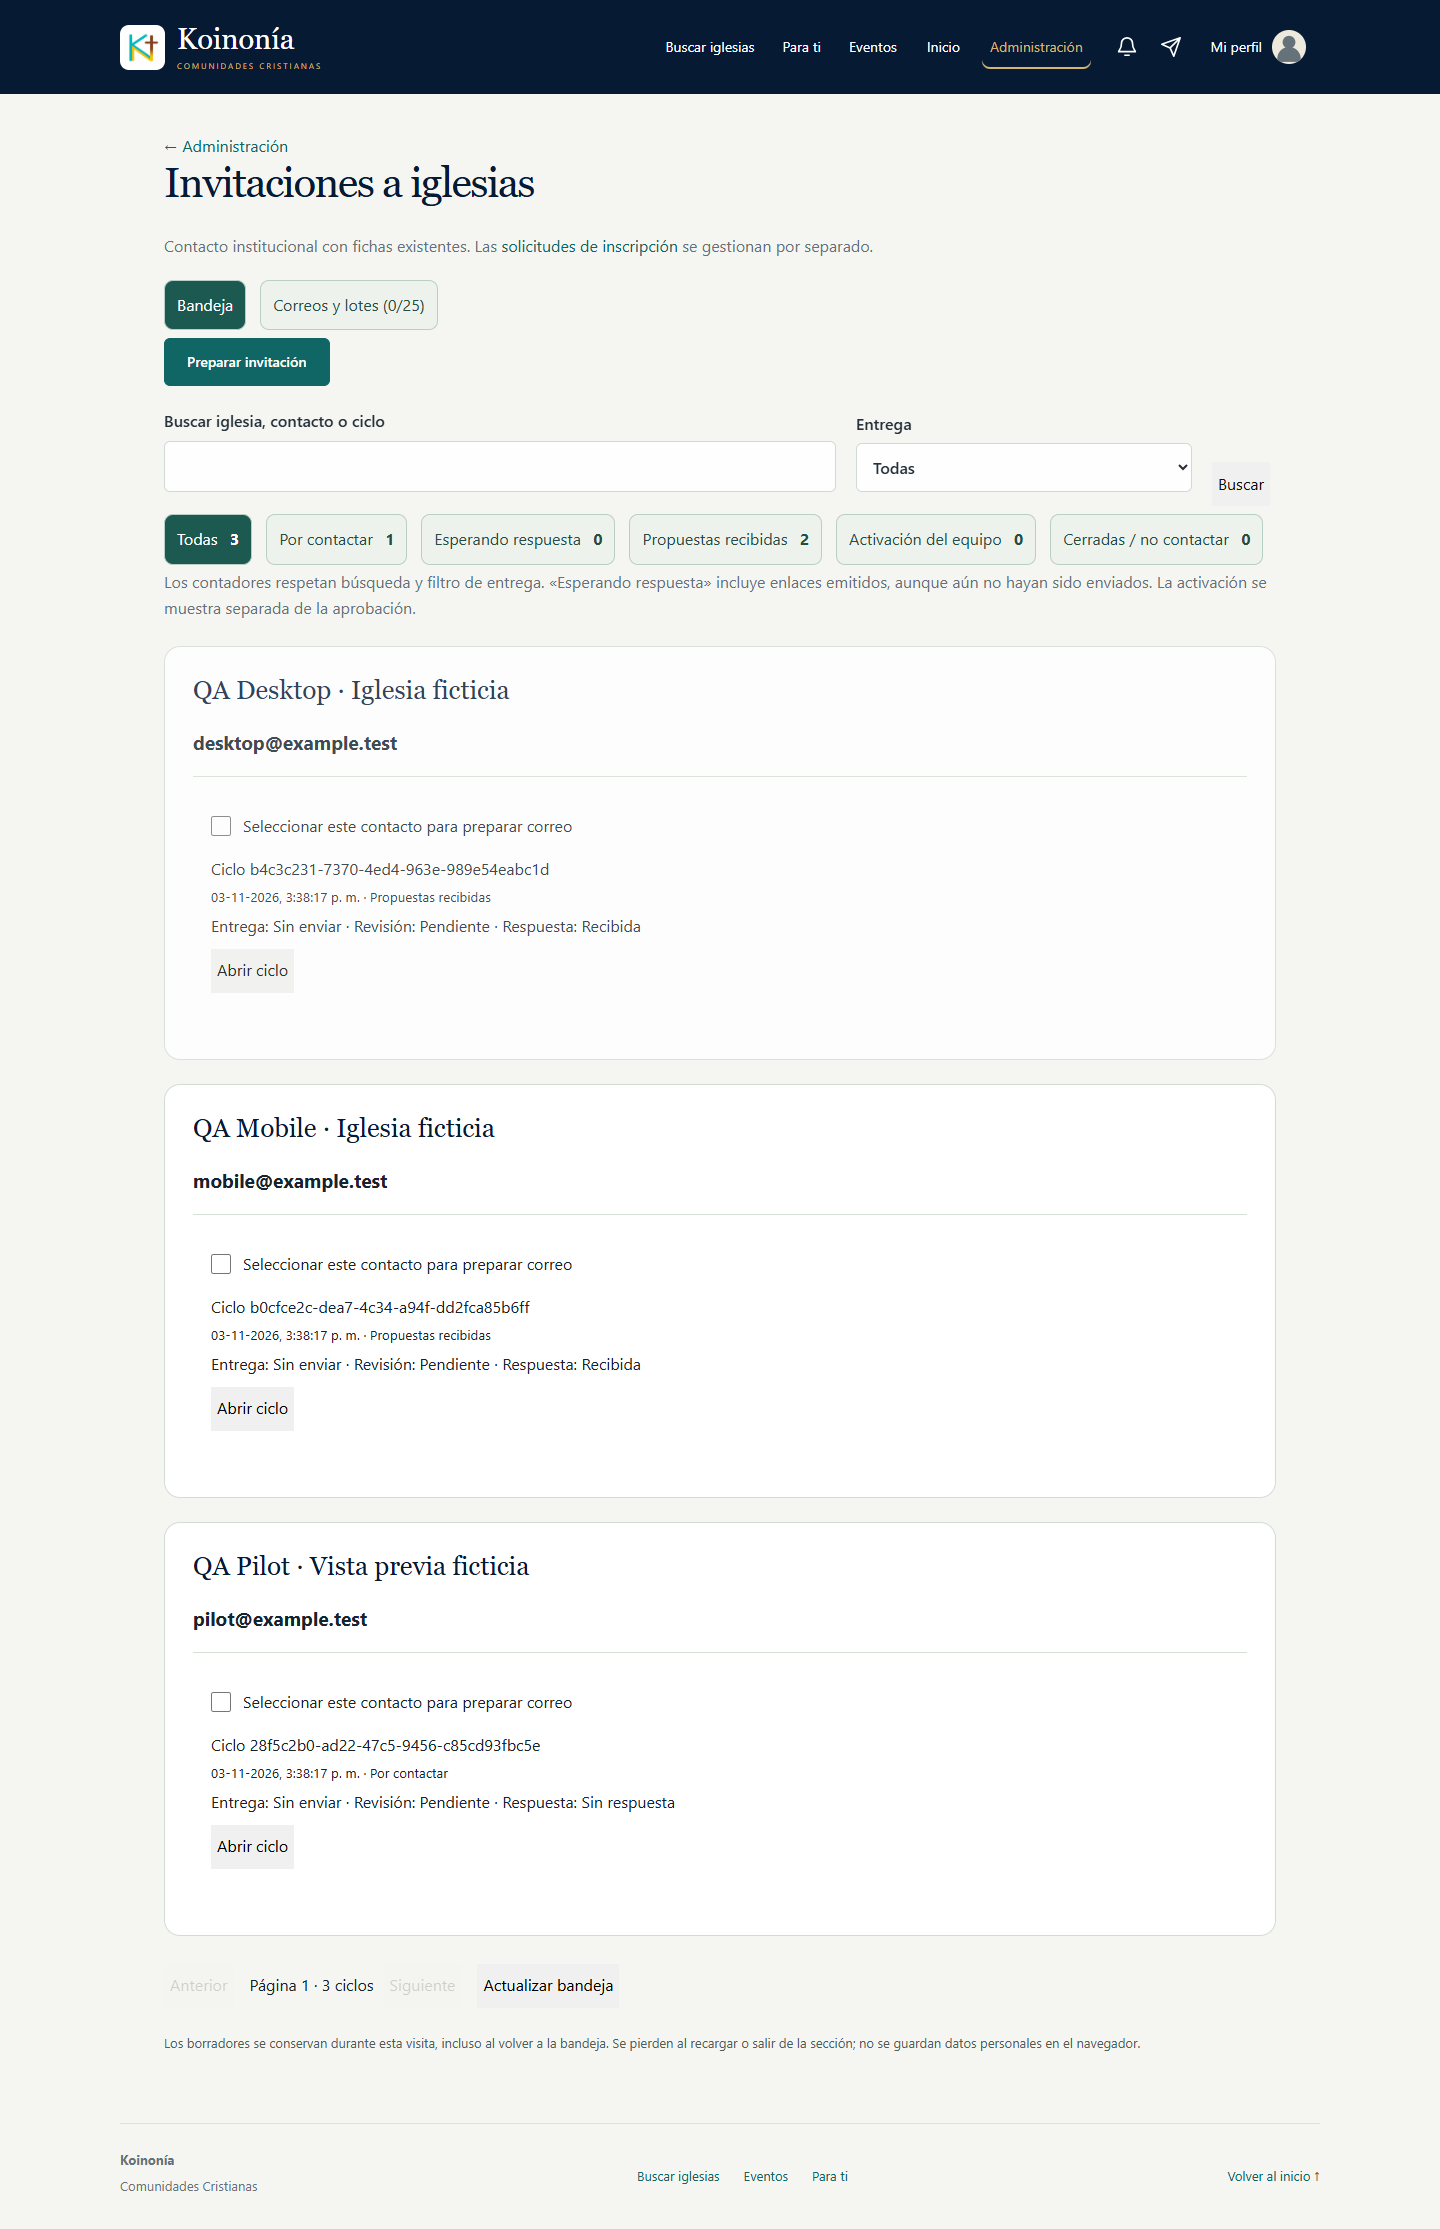 Koinonía
COMUNIDADES CRISTIANAS
Buscar iglesias
Para ti
Eventos
Inicio
Administración
Mi perfil
← Administración
Invitaciones a iglesias
Contacto institucional con fichas existentes. Las solicitudes de inscripción se gestionan por separado.
Bandeja
Correos y lotes (0/25)
Preparar invitación
Buscar iglesia, contacto o ciclo
Entrega
Todas
Buscar
Todas 3
Por contactar 1
Esperando respuesta 0
Propuestas recibidas 2
Activación del equipo 0
Cerradas / no contactar 0
Los contadores respetan búsqueda y filtro de entrega. «Esperando respuesta» incluye enlaces emitidos, aunque aún no hayan sido enviados. La activación se
muestra separada de la aprobación.
QA Desktop · Iglesia ficticia
desktop@example.test
Seleccionar este contacto para preparar correo
Ciclo b4c3c231-7370-4ed4-963e-989e54eabc1d
03-11-2026, 3:38:17 p. m. · Propuestas recibidas
Entrega: Sin enviar · Revisión: Pendiente · Respuesta: Recibida
Abrir ciclo
QA Mobile · Iglesia ficticia
mobile@example.test
Seleccionar este contacto para preparar correo
Ciclo b0cfce2c-dea7-4c34-a94f-dd2fca85b6ff
03-11-2026, 3:38:17 p. m. · Propuestas recibidas
Entrega: Sin enviar · Revisión: Pendiente · Respuesta: Recibida
Abrir ciclo
QA Pilot · Vista previa ficticia
pilot@example.test
Seleccionar este contacto para preparar correo
Ciclo 28f5c2b0-ad22-47c5-9456-c85cd93fbc5e
03-11-2026, 3:38:17 p. m. · Por contactar
Entrega: Sin enviar · Revisión: Pendiente · Respuesta: Sin respuesta
Abrir ciclo
Anterior
Página 1 · 3 ciclos
Siguiente
Actualizar bandeja
Los borradores se conservan durante esta visita, incluso al volver a la bandeja. Se pierden al recargar o salir de la sección; no se guardan datos personales en el navegador.
Koinonía
Comunidades Cristianas
Buscar iglesias
Eventos
Para ti
Volver al inicio ↑